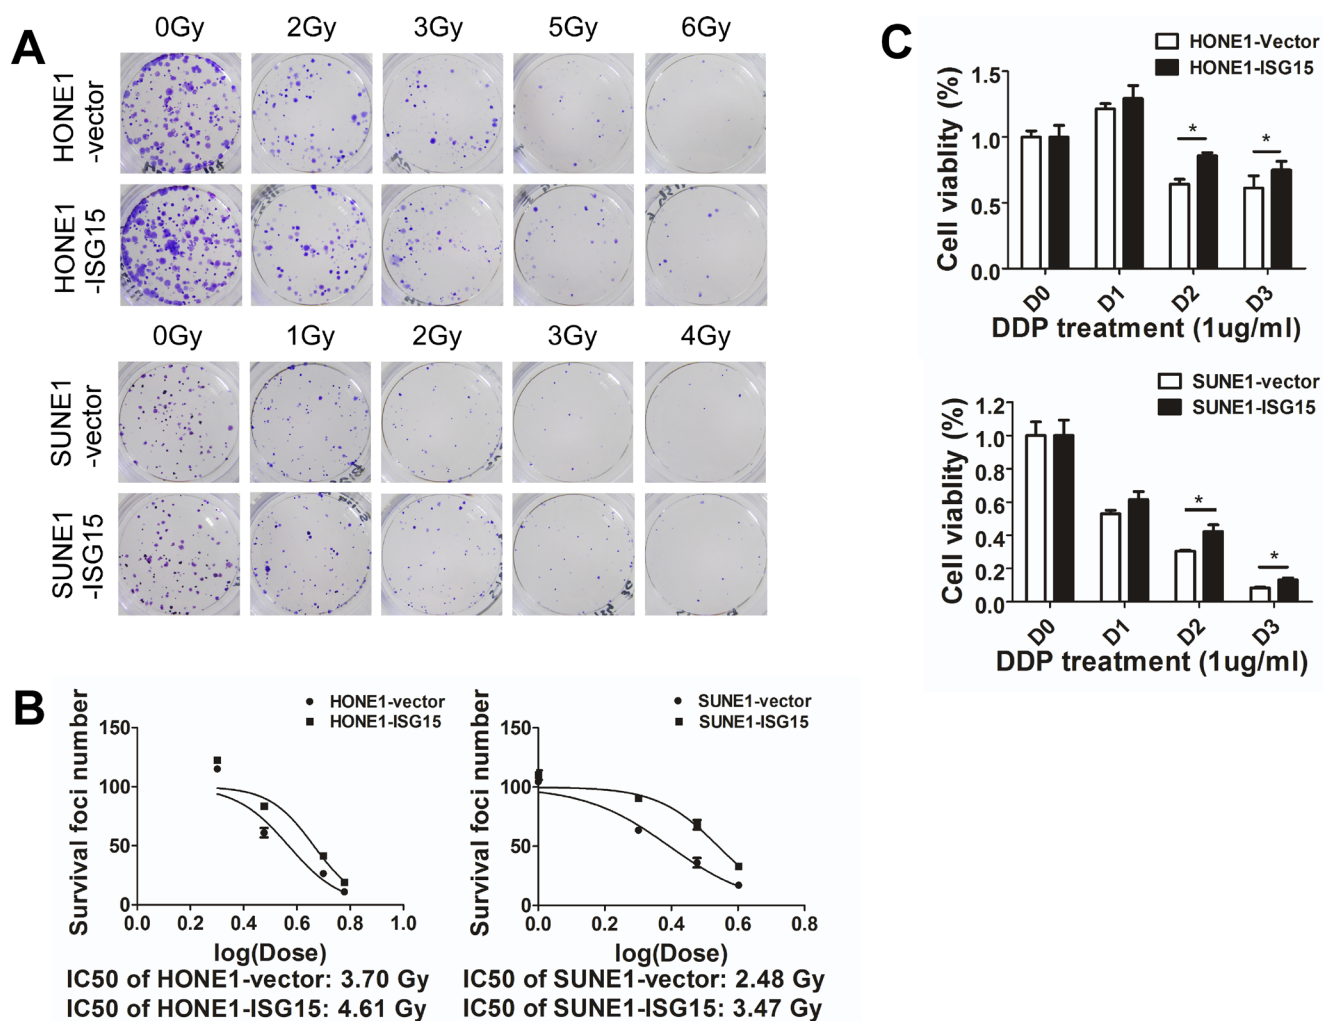 A
0Gy 2Gy 3Gy 5Gy 6Gy
HONE1
-vector
HONE1
-ISG15
0Gy 1Gy 2Gy 3Gy 4Gy
SUNE1
-vector
SUNE1
-ISG15
B
HONE1-vector
HONE1-ISG15
Survival foci number
150
100
50
0
0.0 0.2 0.4 0.6 0.8 1.0
log(Dose)
IC50 of HONE1-vector: 3.70 Gy
IC50 of HONE1-ISG15: 4.61 Gy
SUNE1-vector
SUNE1-ISG15
Survival foci number
150
100
50
0
0.0 0.2 0.4 0.6 0.8
log(Dose)
IC50 of SUNE1-vector: 2.48 Gy
IC50 of SUNE1-ISG15: 3.47 Gy
C
HONE1-Vector
HONE1-ISG15
Cell viablity (%)
1.5
1.0
0.5
0.0
* *
D0 D1 D2 D3
DDP treatment (1ug/ml)
SUNE1-vector
SUNE1-ISG15
Cell viablity (%)
1.2
1.0
0.8
0.6
0.4
0.2
0.0
*
*
D0 D1 D2 D3
DDP treatment (1ug/ml)